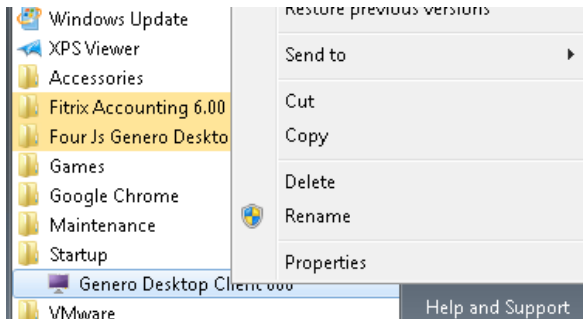 Windows Update
XPS Viewer
Accessories
Fitrix Accounting 6.00
Four Js Genero Deskto
Games
Google Chrome
Maintenance
Startup
Genero Desktop Client
VMware
Restore previous versions
Send to
Cut
Copy
Delete
Rename
Properties
Help and Support